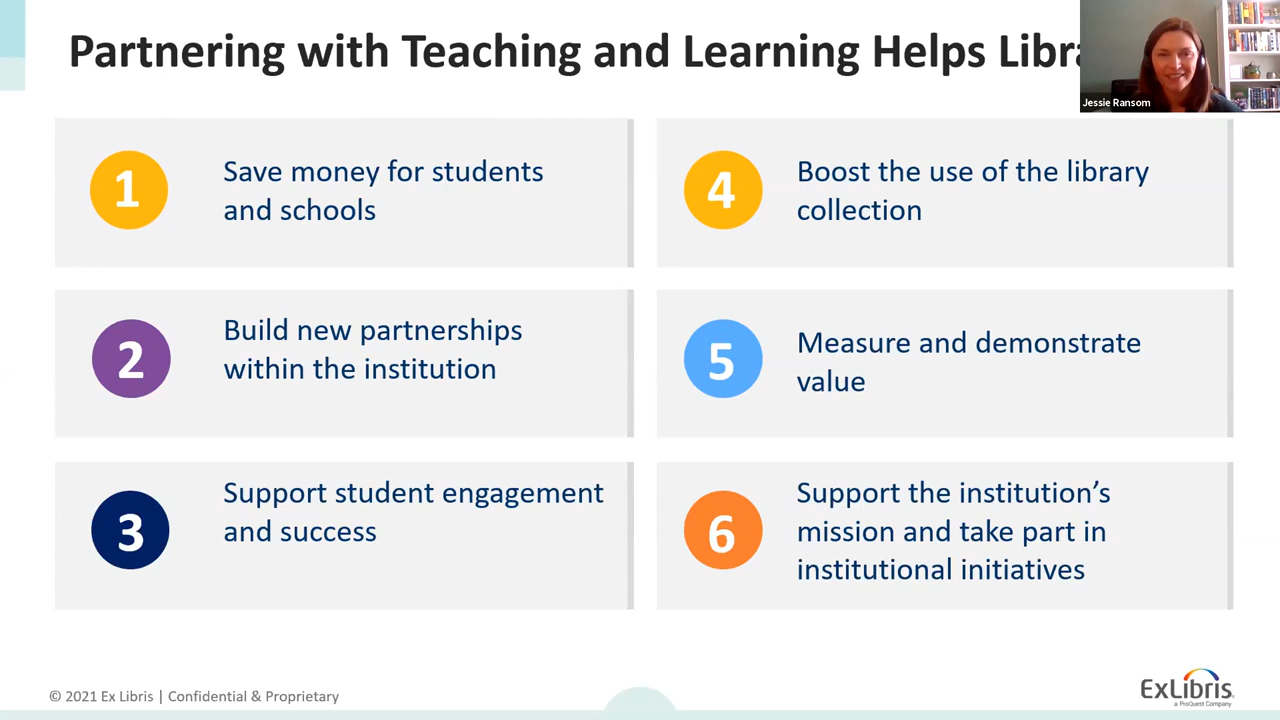 Partnering with Teaching and Learning Helps
Jessie Ransom
1
Save money for students
and schools
2
Build new partnerships
within the institution
3
Support student engagement
and success
4
Boost the use of the library
collection
5
Measure and demonstrate
value
6
Support the institution’s
mission and take part in
institutional initiatives
© 2021 Ex Libris | Confidential & Proprietary
ExLibris
a ProQuest Company